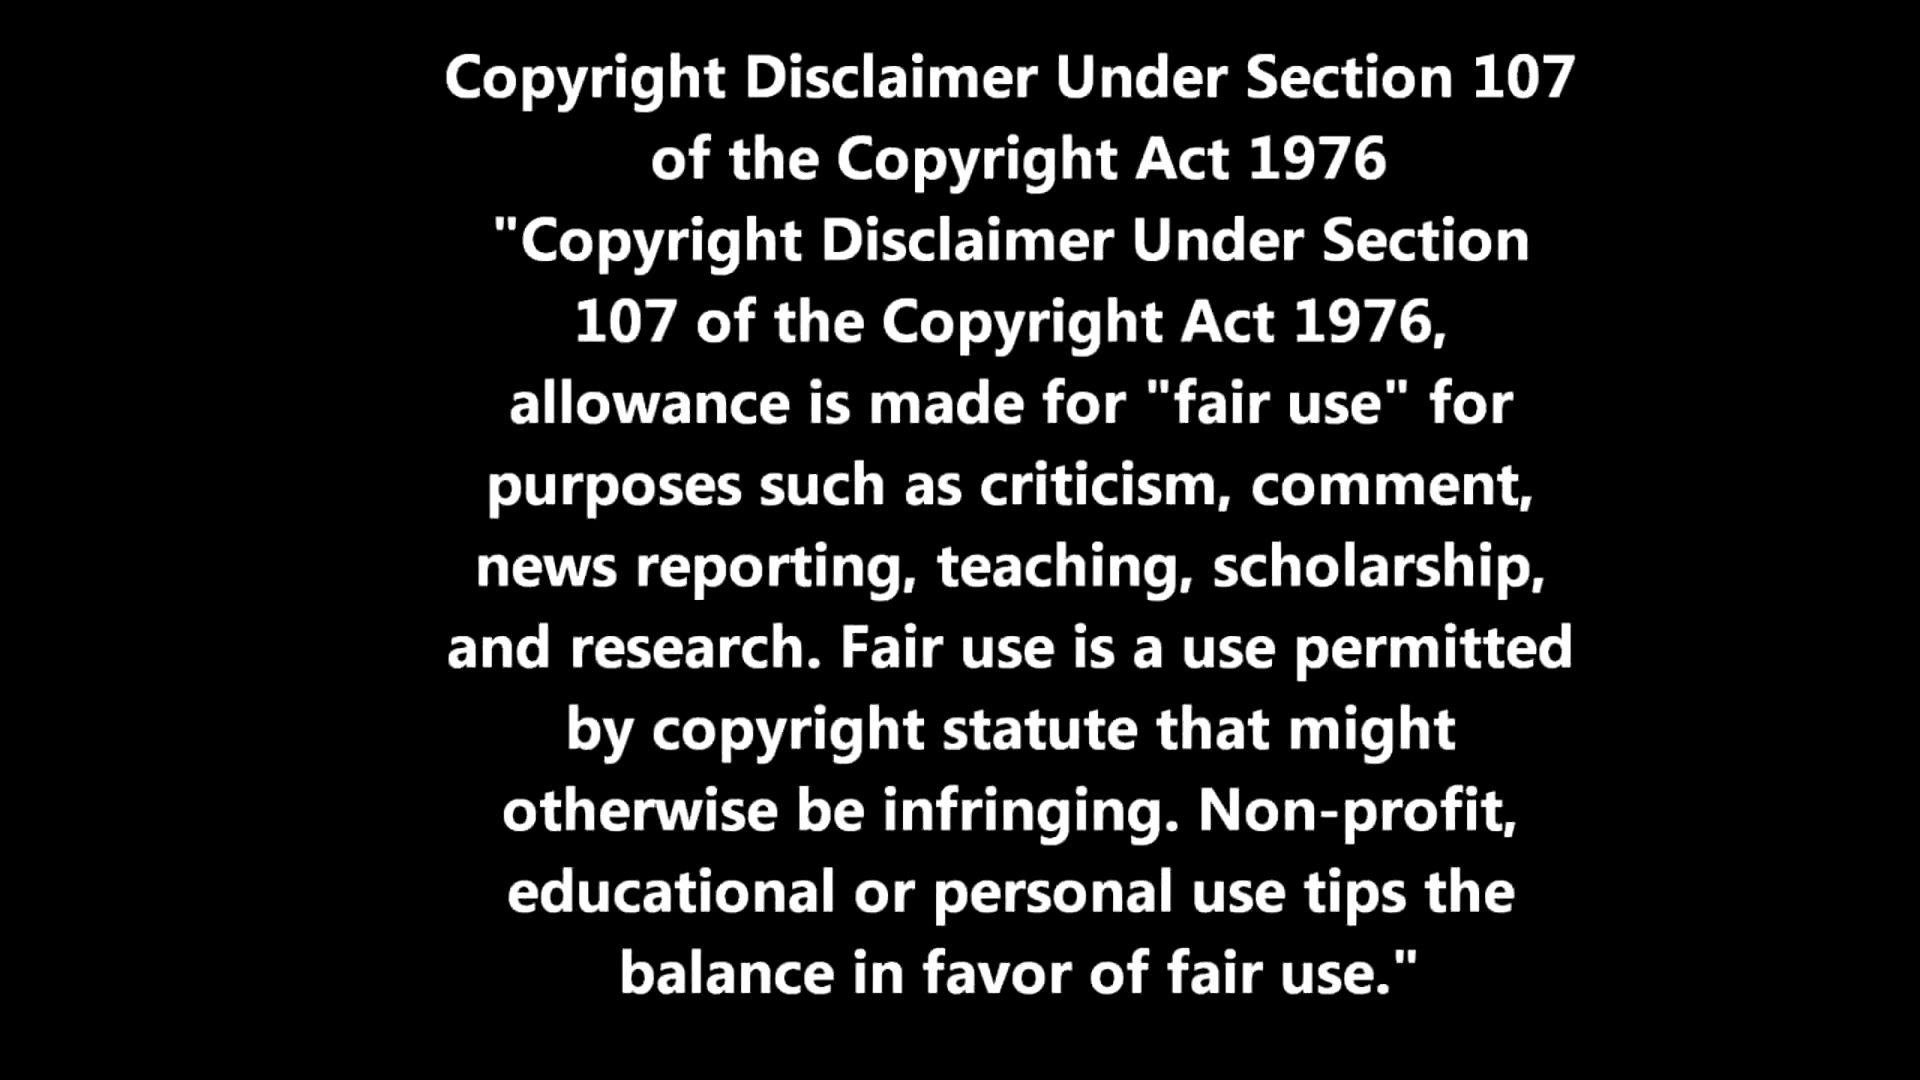 Copyright Disclaimer Under Section 107
of the Copyright Act 1976
"Copyright Disclaimer Under Section
107 of the Copyright Act 1976,
allowance is made for "fair use" for
purposes such as criticism, comment,
news reporting, teaching, scholarship,
and research. Fair use is a use permitted
by copyright statute that might
otherwise be infringing. Non-profit,
educational or personal use tips the
balance in favor of fair use."